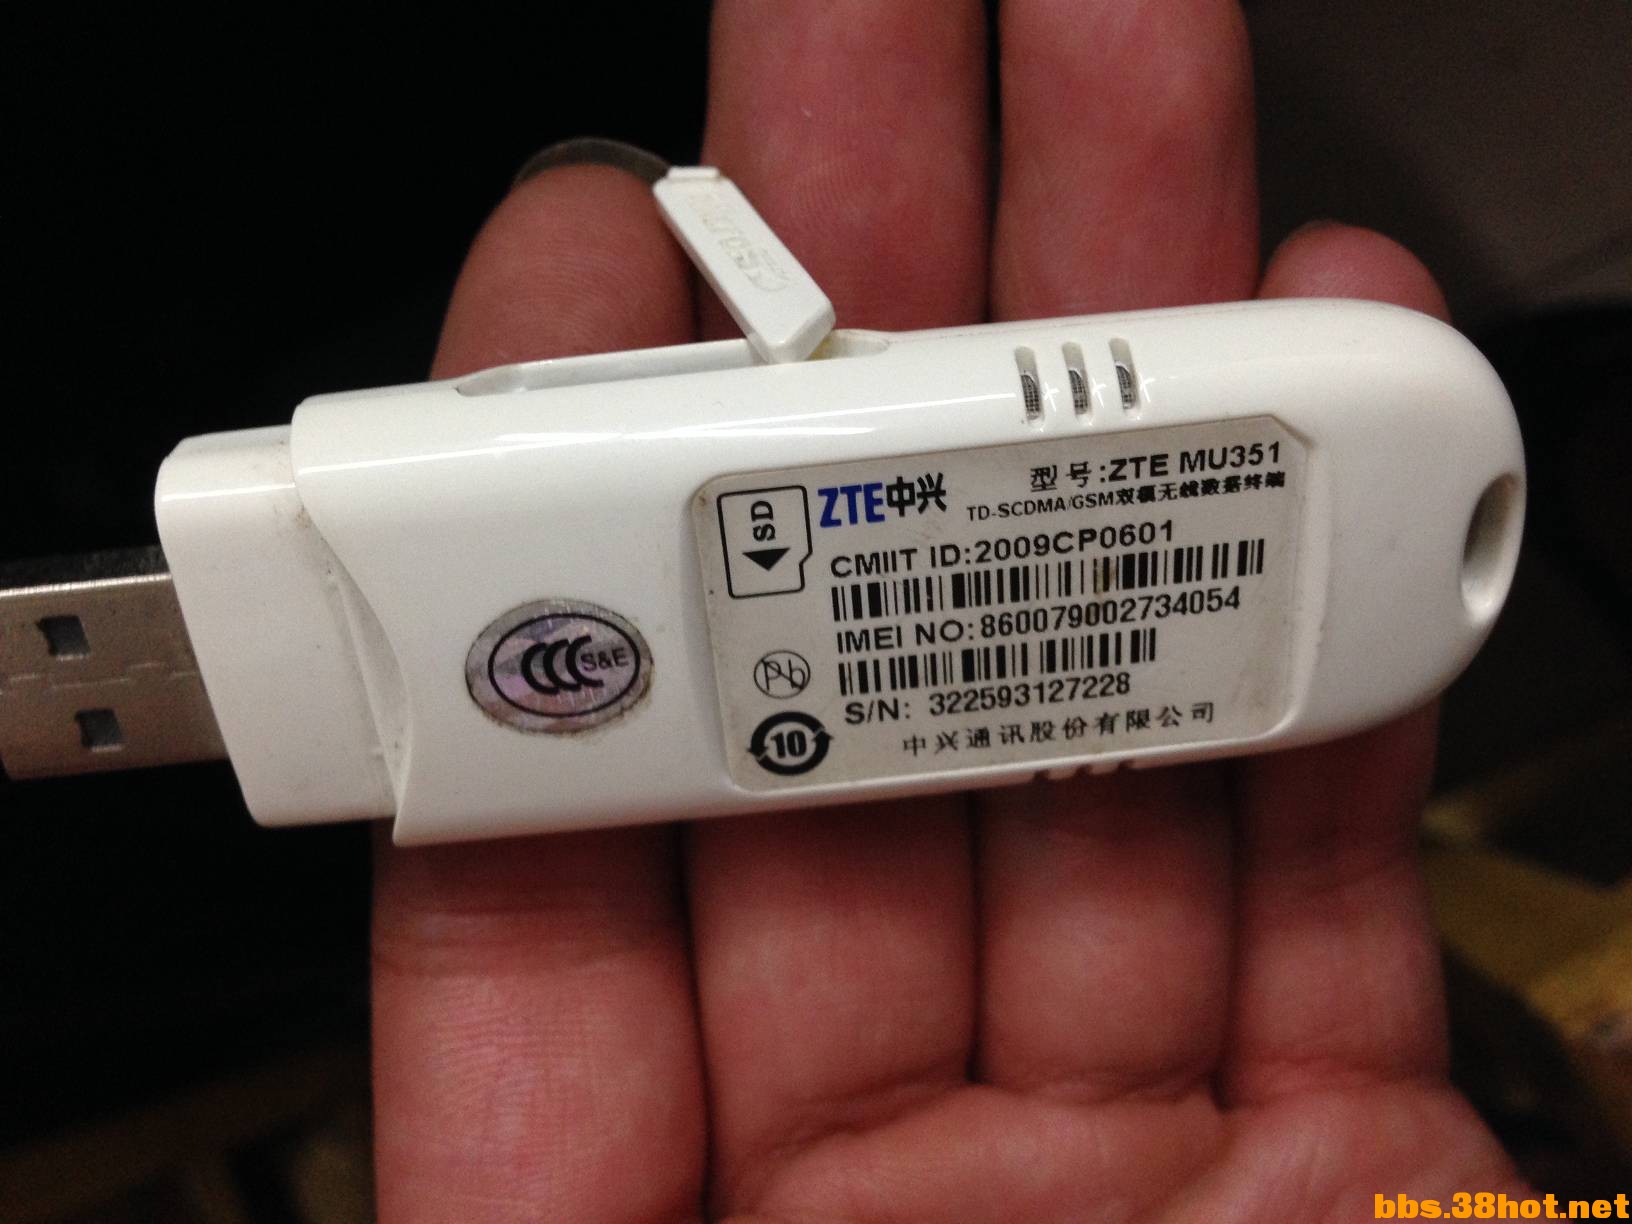 SD
ZTE中兴
型号:ZTE MU351
TD-SCDMA/GSM双模无线数据终端
CMIIT ID:2009CP0601
IMEI NO:860079002734054
S/N: 322593127228
中兴通讯股份有限公司
Pb
10
CCC S&E
bbs.38hot.net